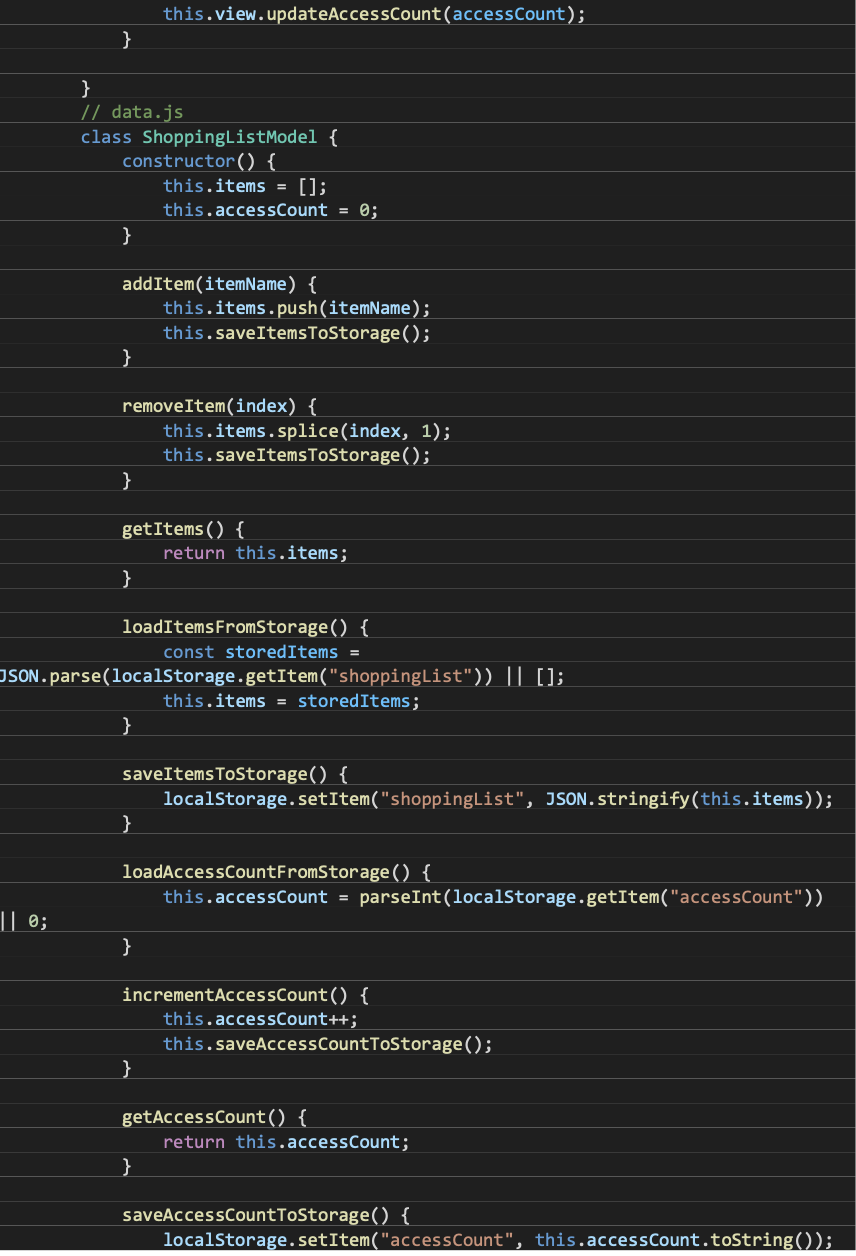 this.view.updateAccessCount(accessCount);
}
}
// data.js
class ShoppingListModel {
constructor() {
this.items = [];
this.accessCount = 0;
}
addItem(itemName) {
this.items.push(itemName);
this.saveItemsToStorage();
}
removeItem(index) {
this.items.splice(index, 1);
this.saveItemsToStorage();
}
getItems() {
return this.items;
}
loadItemsFromStorage() {
const storedItems =
JSON.parse(localStorage.getItem("shoppingList")) || [];
this.items = storedItems;
}
saveItemsToStorage() {
localStorage.setItem("shoppingList", JSON.stringify(this.items));
}
loadAccessCountFromStorage() {
this.accessCount = parseInt(localStorage.getItem("accessCount"))
|| 0;
}
incrementAccessCount() {
this.accessCount++;
this.saveAccessCountToStorage();
}
getAccessCount() {
return this.accessCount;
}
saveAccessCountToStorage() {
localStorage.setItem("accessCount", this.accessCount.toString());